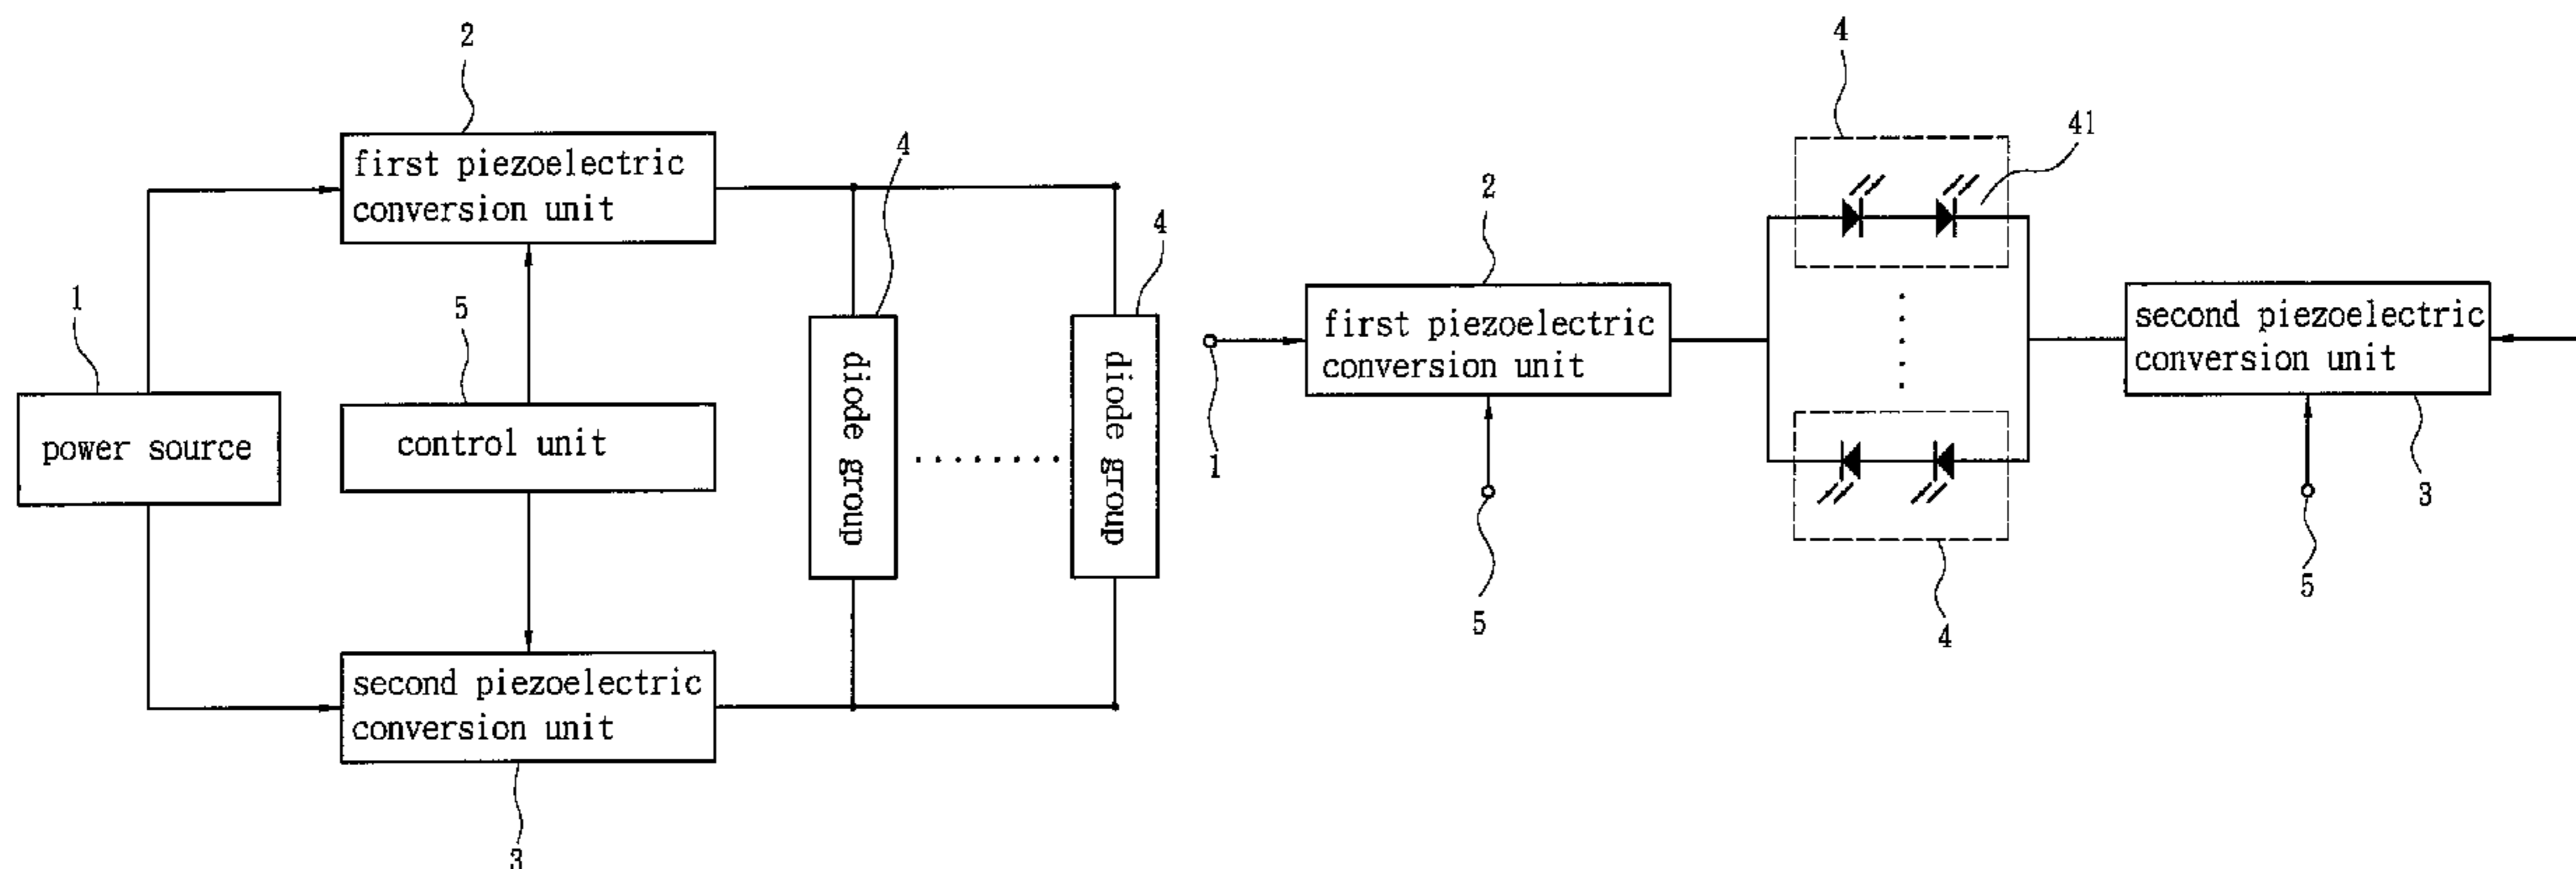 2
first piezoelectric
conversion unit
4
4
1
5
power source
control unit
diode group
diode group
second piezoelectric
conversion unit
3
4
41
2
first piezoelectric
conversion unit
second piezoelectric
conversion unit
1
5
3
5
4